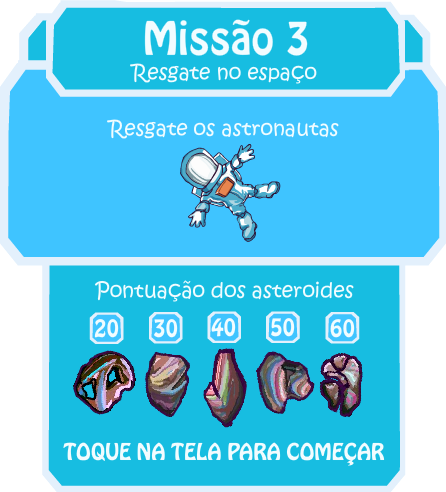 Missão 3
Resgate no espaço
Resgate os astronautas
Pontuação dos asteroides
20 30 40 50 60
TOQUE NA TELA PARA COMEÇAR